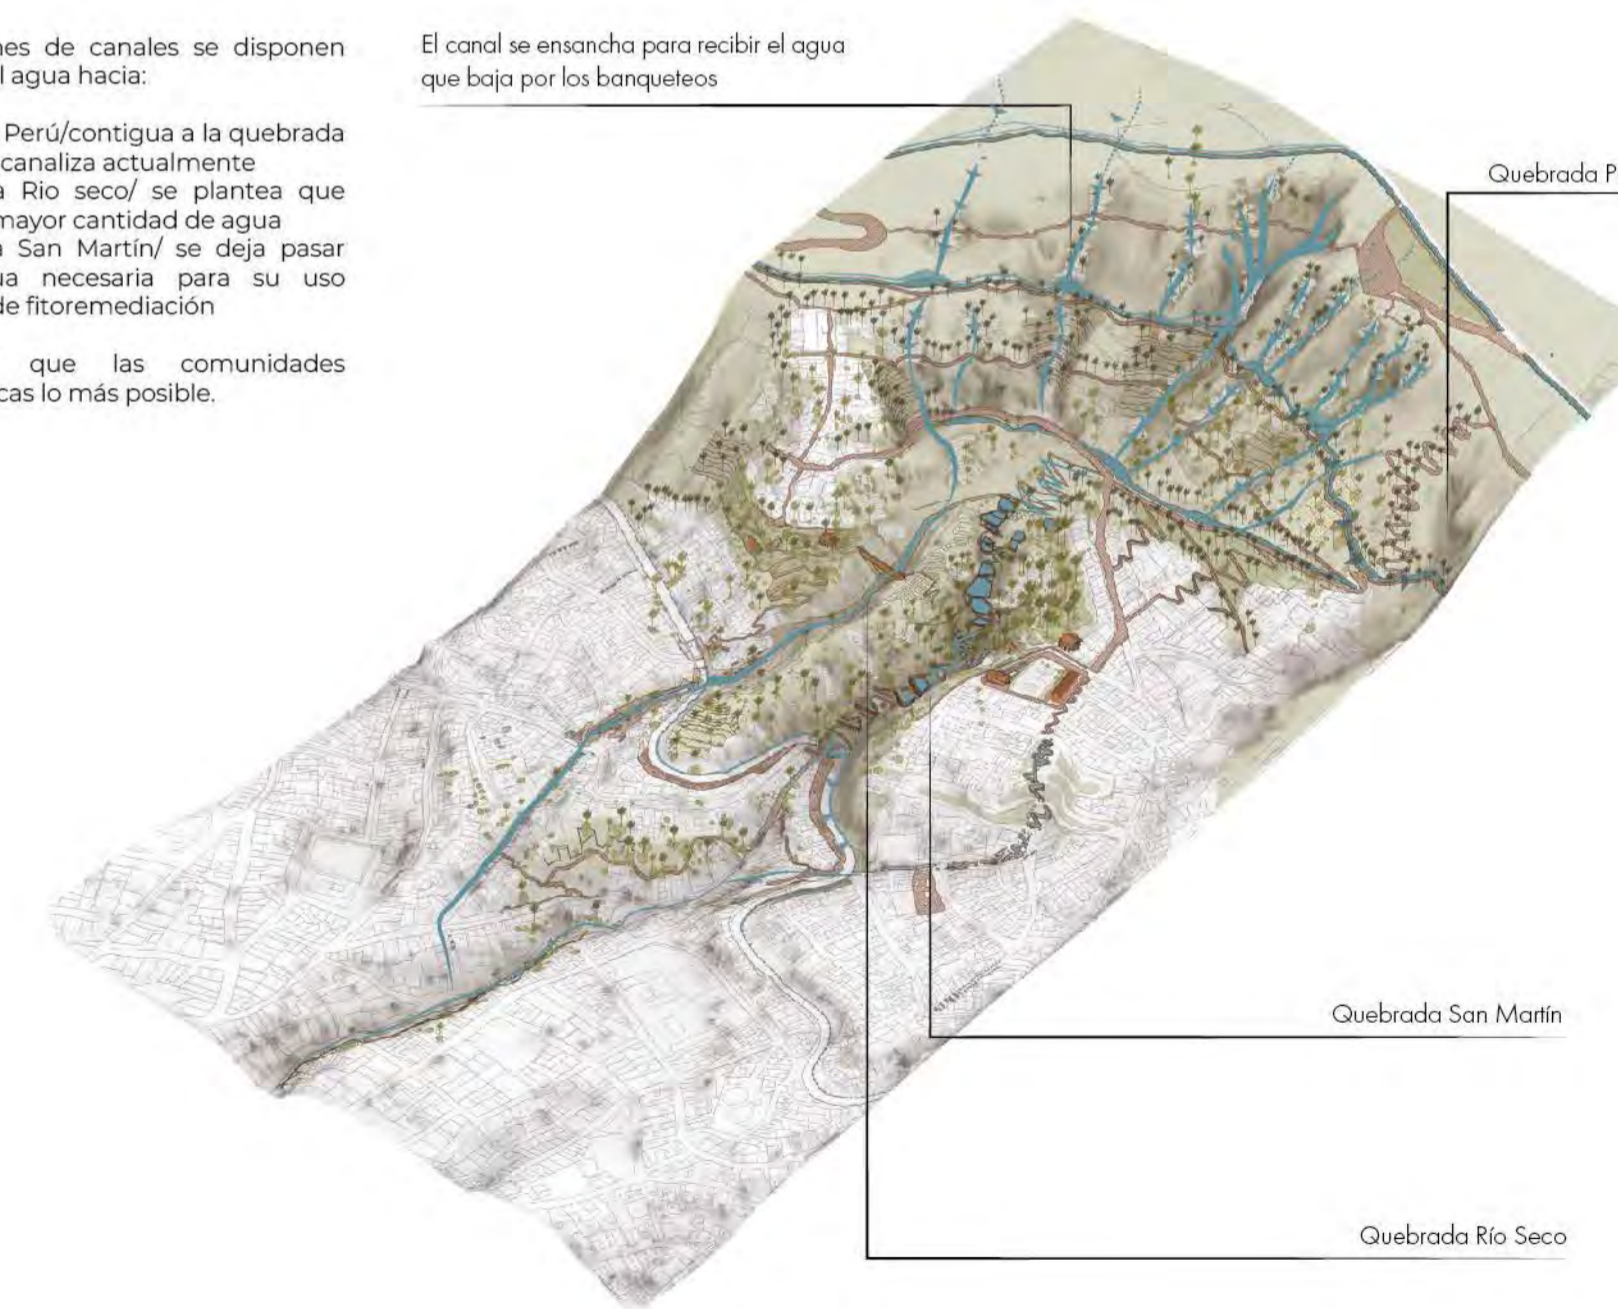 nes de canales se disponen
l agua hacia:
Perú/contigua a la quebrada
canaliza actualmente
a Rio seco/ se plantea que
mayor cantidad de agua
a San Martín/ se deja pasar
ua necesaria para su uso
de fitoremediación
que las comunidades
cas lo más posible.
El canal se ensancha para recibir el agua
que baja por los banqueteos
Quebrada P
Quebrada San Martín
Quebrada Río Seco